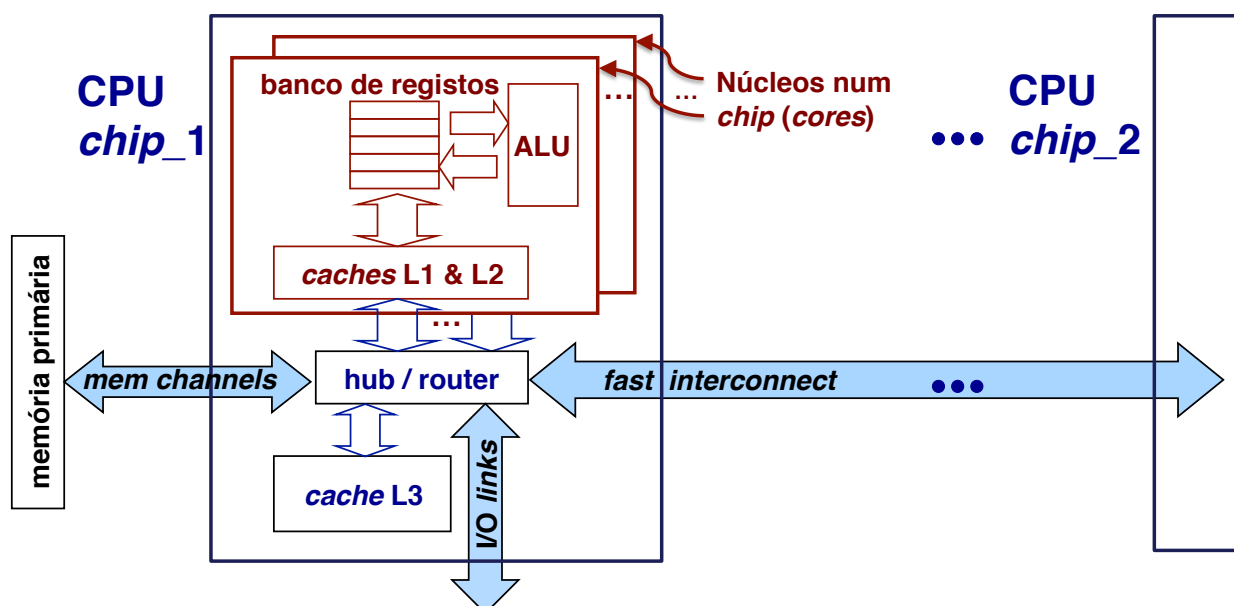 CPU
chip_1
banco de registos
ALU
... ...
Núcleos num
chip (cores)
CPU
... chip_2
caches L1 & L2
...
memória primária
mem channels
hub / router
fast interconnect
...
cache L3
I/O links